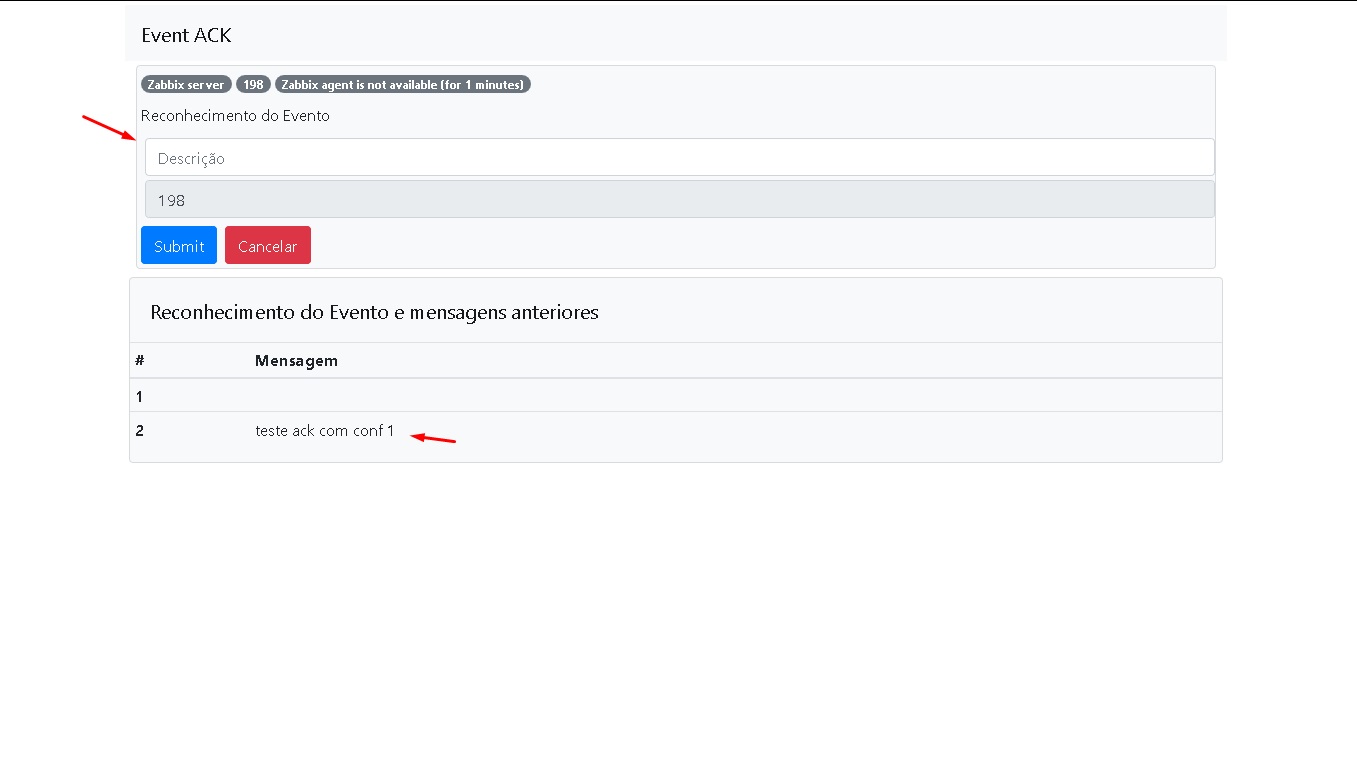 Event ACK
Zabbix server 198 Zabbix agent is not available (for 1 minutes)
Reconhecimento do Evento
Descrição
198
Submit Cancelar
Reconhecimento do Evento e mensagens anteriores
# Mensagem
1
2 teste ack com conf 1